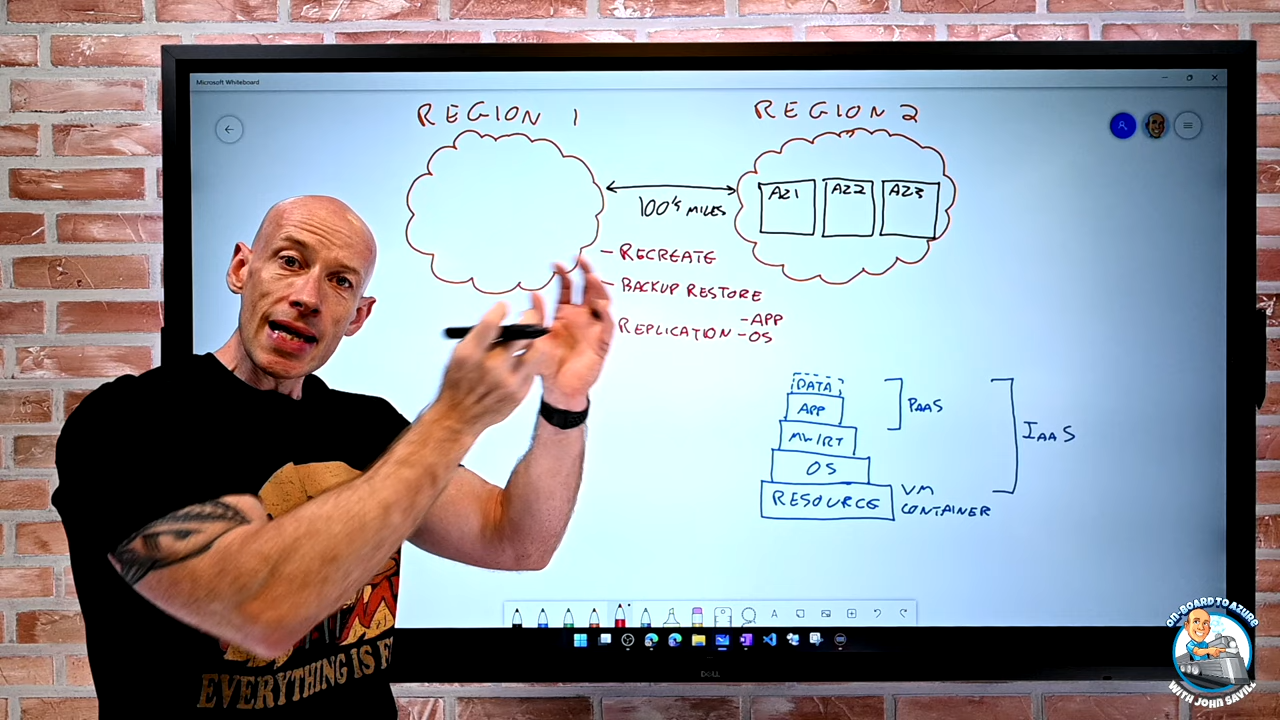 Microsoft Whiteboard
REGION 1
REGION 2
AZ1
AZ2
AZ3
100's MILES
- RECREATE
- BACKUP RESTORE
REPLICATION - APP
- OS
DATA
APP
MW/RT
OS
RESOURCE
VM
CONTAINER
PAAS
IAAS
EVERYTHING IS F
DELL
ON-BOARD TO AZURE
WITH JOHN SAVILL